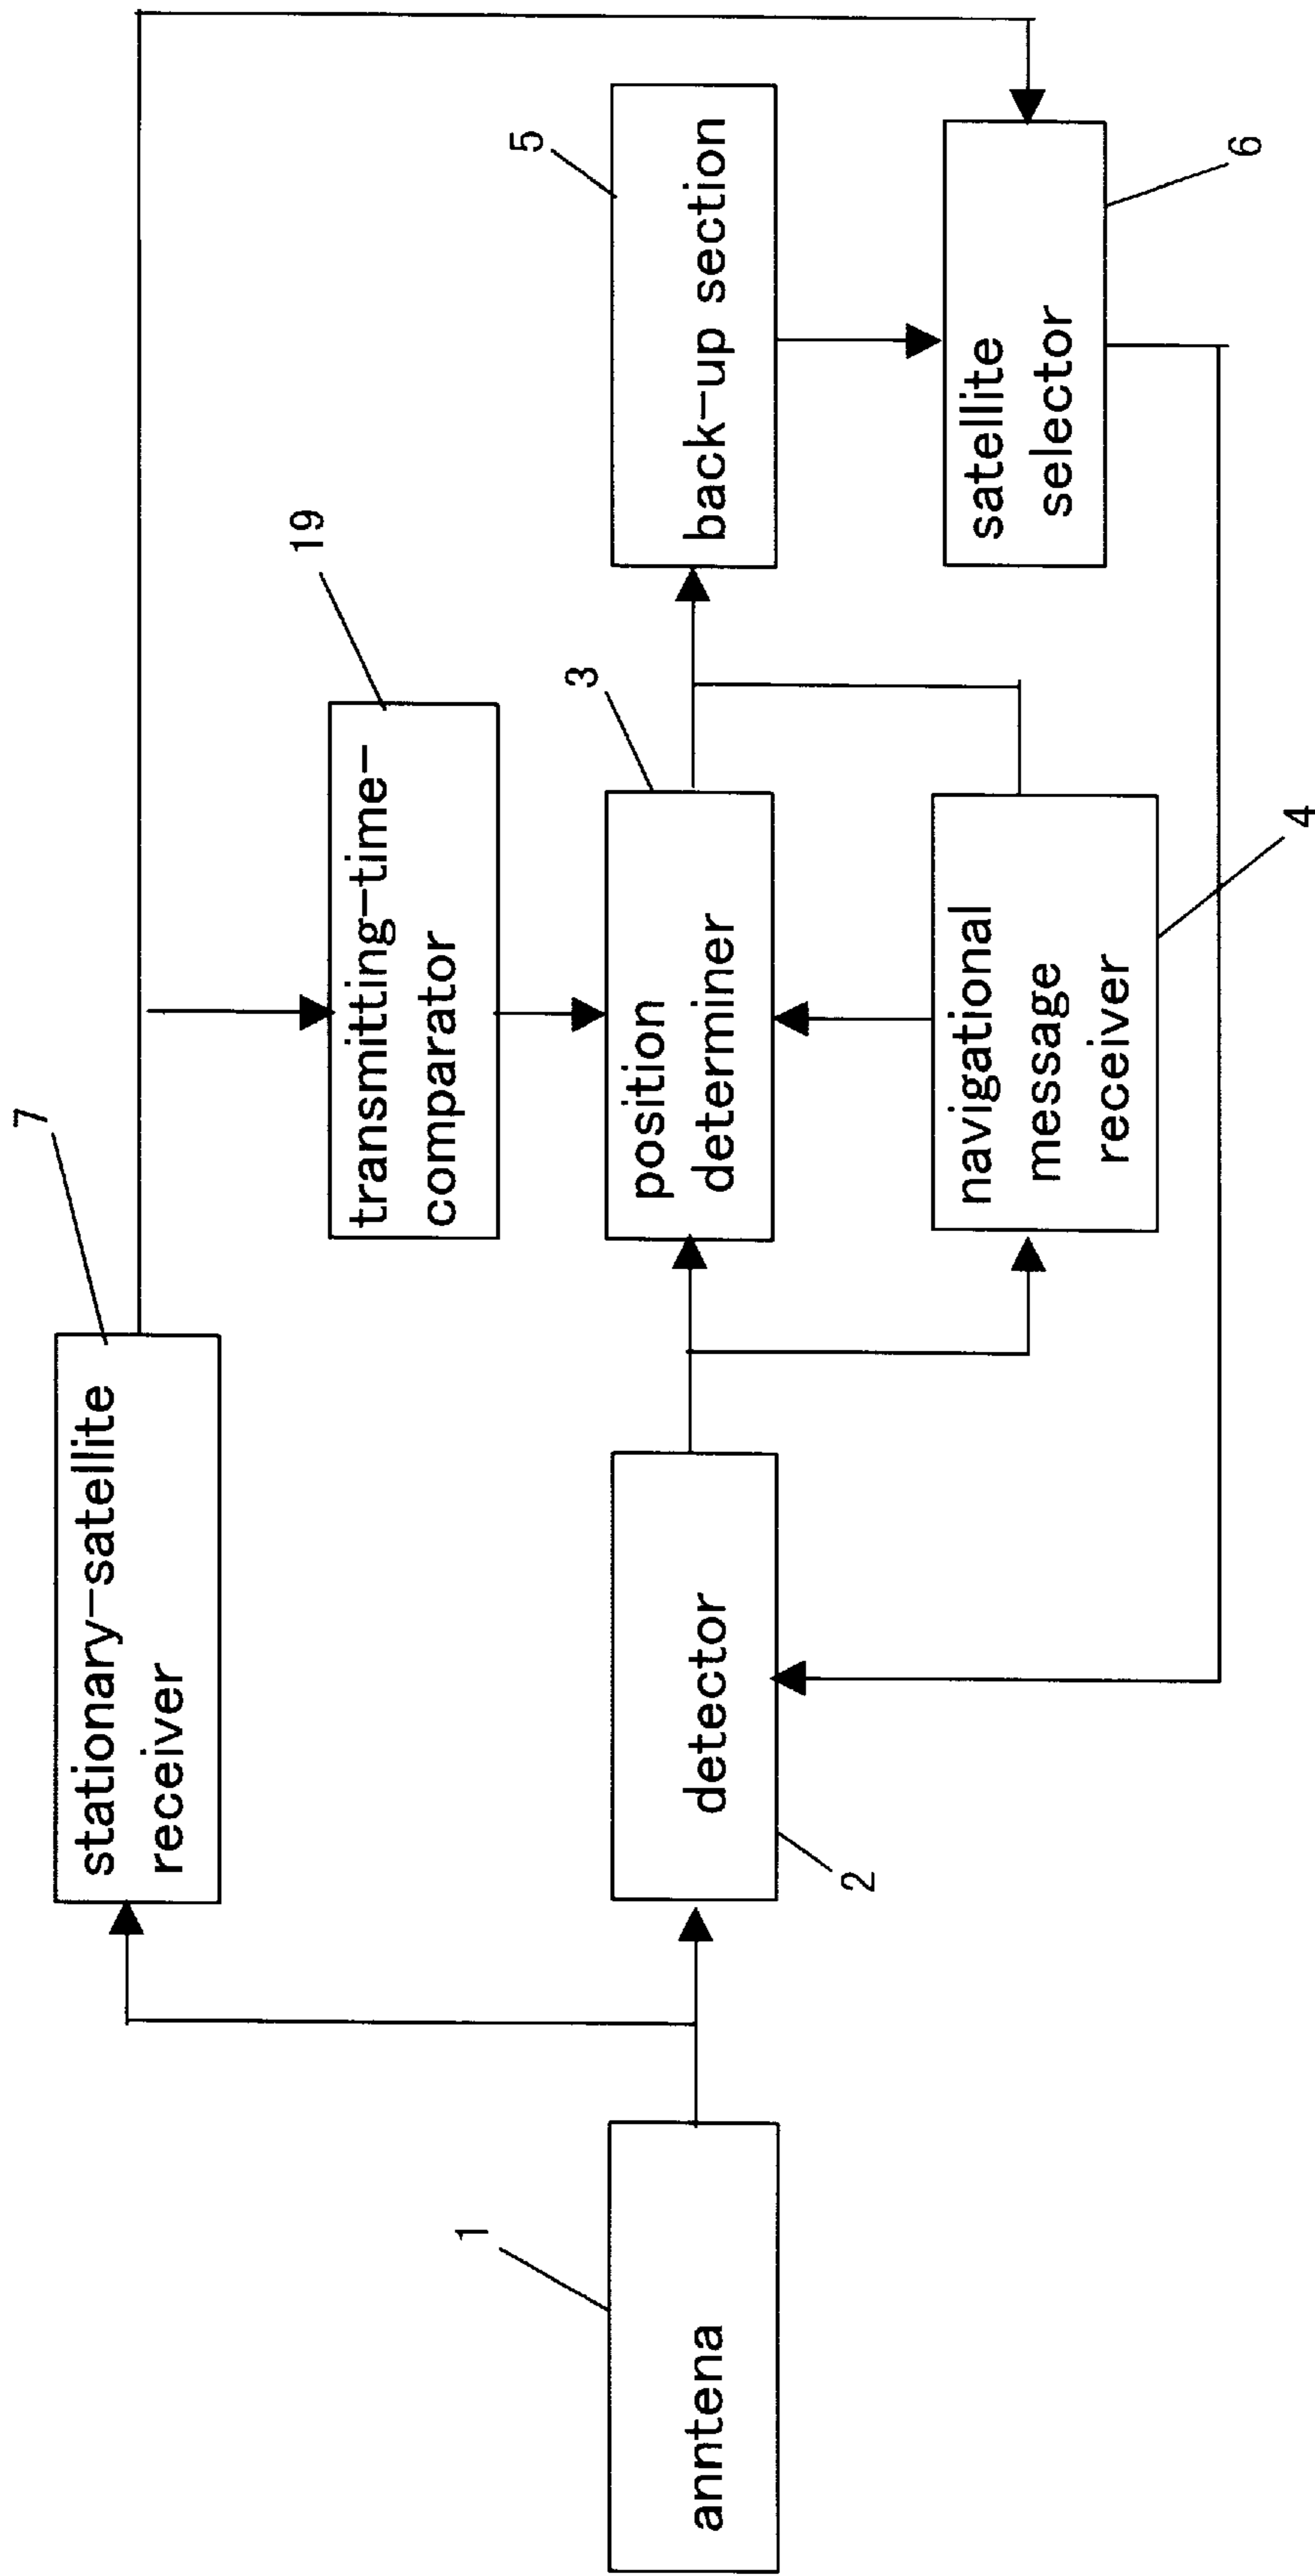 7
stationary-satellite
receiver
19
transmitting-time-
comparator
1
anntena
2
detector
3
position
determiner
5
back-up section
navigational
message
receiver
4
satellite
selector
6